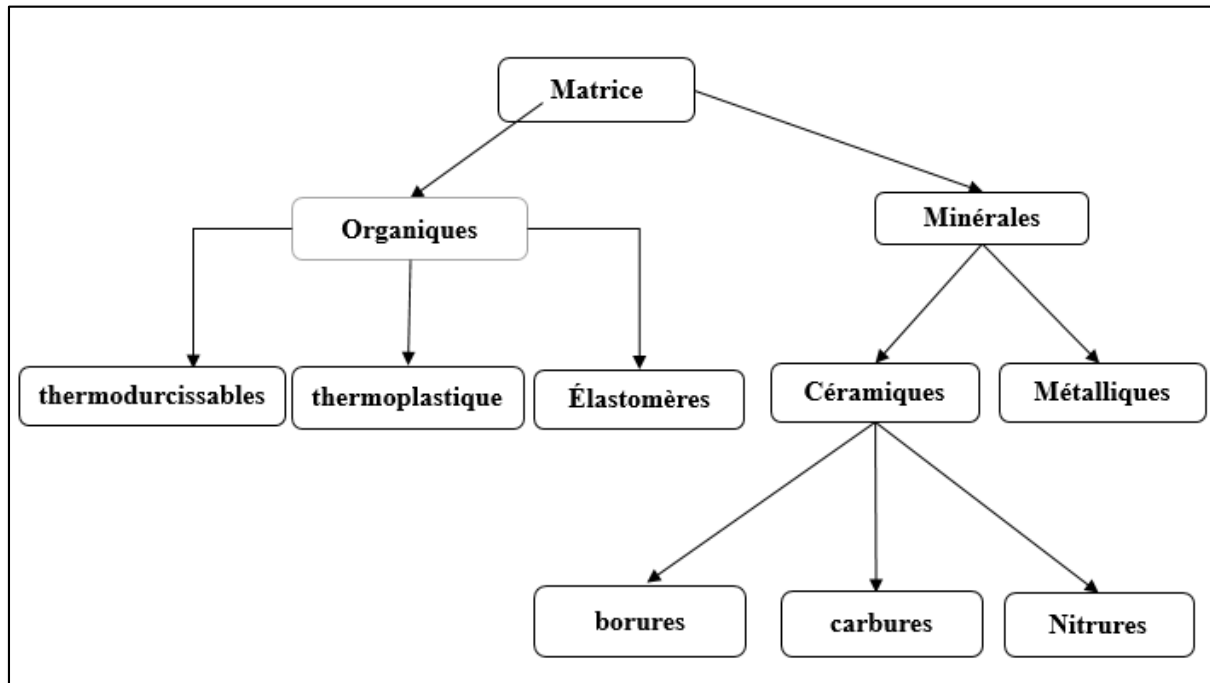 Matrice
Organiques
Minérales
thermodurcissables
thermoplastique
Élastomères
Céramiques
Métalliques
borures
carbures
Nitrures